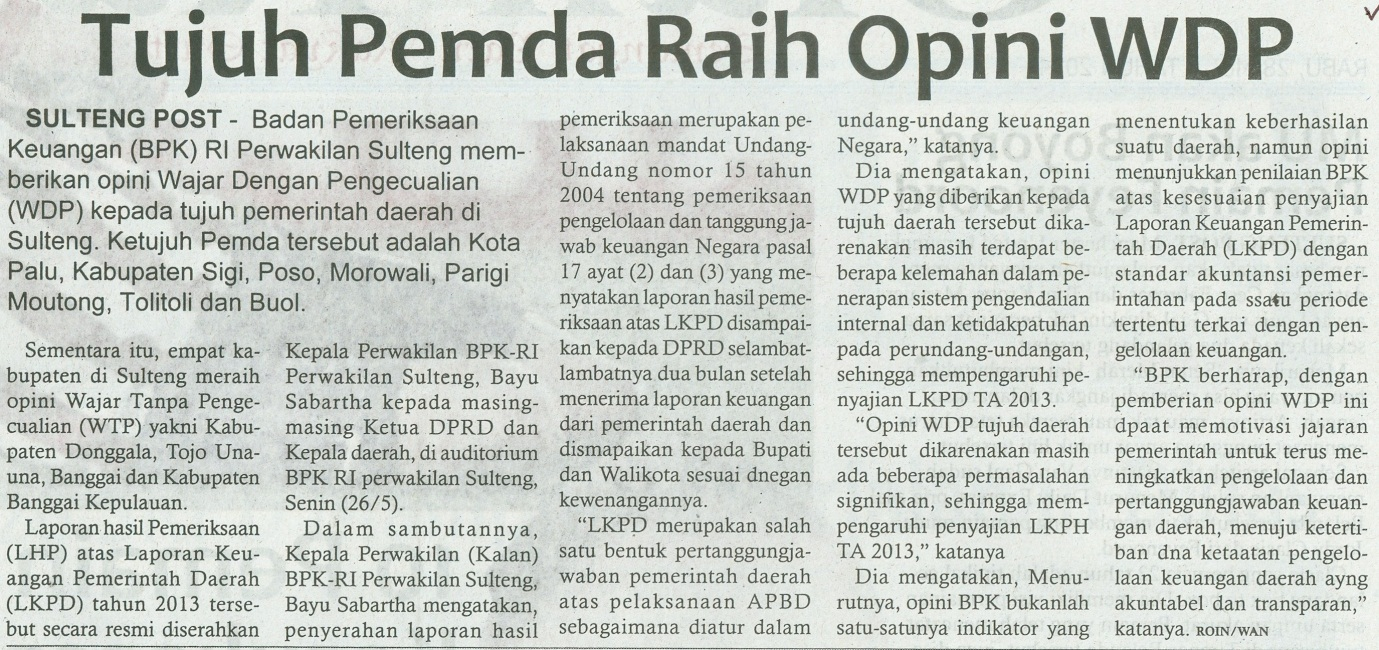 Tujuh Pemda Raih Opini WDP
SULTENG POST - Badan Pemeriksaan
Keuangan (BPK) RI Perwakilan Sulteng mem-
berikan opini Wajar Dengan Pengecualian
(WDP) kepada tujuh pemerintah daerah di
Sulteng. Ketujuh Pemda tersebut adalah Kota
Palu, Kabupaten Sigi, Poso, Morowali, Parigi
Moutong, Tolitoli dan Buol.
Sementara itu, empat ka-
bupaten di Sulteng meraih
opini Wajar Tanpa Penge-
cualian (WTP) yakni Kabu-
paten Donggala, Tojo Una-
una, Banggai dan Kabupaten
Banggai Kepulauan.
Laporan hasil Pemeriksaan
(LHP) atas Laporan Keu-
angan Pemerintah Daerah
(LKPD) tahun 2013 terse-
but secara resmi diserahkan
Kepala Perwakilan BPK-RI
Perwakilan Sulteng, Bayu
Sabartha kepada masing-
masing Ketua DPRD dan
Kepala daerah, di auditorium
BPK RI perwakilan Sulteng,
Senin (26/5).
Dalam sambutannya,
Kepala Perwakilan (Kalan)
BPK-RI Perwakilan Sulteng,
Bayu Sabartha mengatakan,
penyerahan laporan hasil
pemeriksaan merupakan pe-
laksanaan mandat Undang-
Undang nomor 15 tahun
2004 tentang pemeriksaan
pengelolaan dan tanggung ja-
wab keuangan Negara pasal
17 ayat (2) dan (3) yang me-
nyatakan laporan hasil peme-
riksaan atas LKPD disampai-
kan kepada DPRD selambat-
lambatnya dua bulan setelah
menerima laporan keuangan
dari pemerintah daerah dan
dismapaikan kepada Bupati
dan Walikota sesuai dnegan
kewenangannya.
"LKPD merupakan salah
satu bentuk pertanggungja-
waban pemerintah daerah
atas pelaksanaan APBD
sebagaimana diatur dalam
undang-undang keuangan
Negara," katanya.
Dia mengatakan, opini
WDP yang diberikan kepada
tujuh daerah tersebut dika-
renakan masih terdapat be-
berapa kelemahan dalam pe-
nerapan sistem pengendalian
internal dan ketidakpatuhan
pada perundang-undangan,
sehingga mempengaruhi pe-
nyajian LKPD TA 2013.
"Opini WDP tujuh daerah
tersebut dikarenakan masih
ada beberapa permasalahan
signifikan, sehingga mem-
pengaruhi penyajian LKPH
TA 2013," katanya
Dia mengatakan, Menu-
rutnya, opini BPK bukanlah
satu-satunya indikator yang
menentukan keberhasilan
suatu daerah, namun opini
menunjukkan penilaian BPK
atas kesesuaian penyajian
Laporan Keuangan Pemerin-
tah Daerah (LKPD) dengan
standar akuntansi pemer-
intahan pada ssatu periode
tertentu terkai dengan pen-
gelolaan keuangan.
"BPK berharap, dengan
pemberian opini WDP ini
dpaat memotivasi jajaran
pemerintah untuk terus me-
ningkatkan pengelolaan dan
pertanggungjawaban keuan-
gan daerah, menuju keterti-
ban dna ketaatan pengelo-
laan keuangan daerah ayng
akuntabel dan transparan,"
katanya. ROIN/WAN